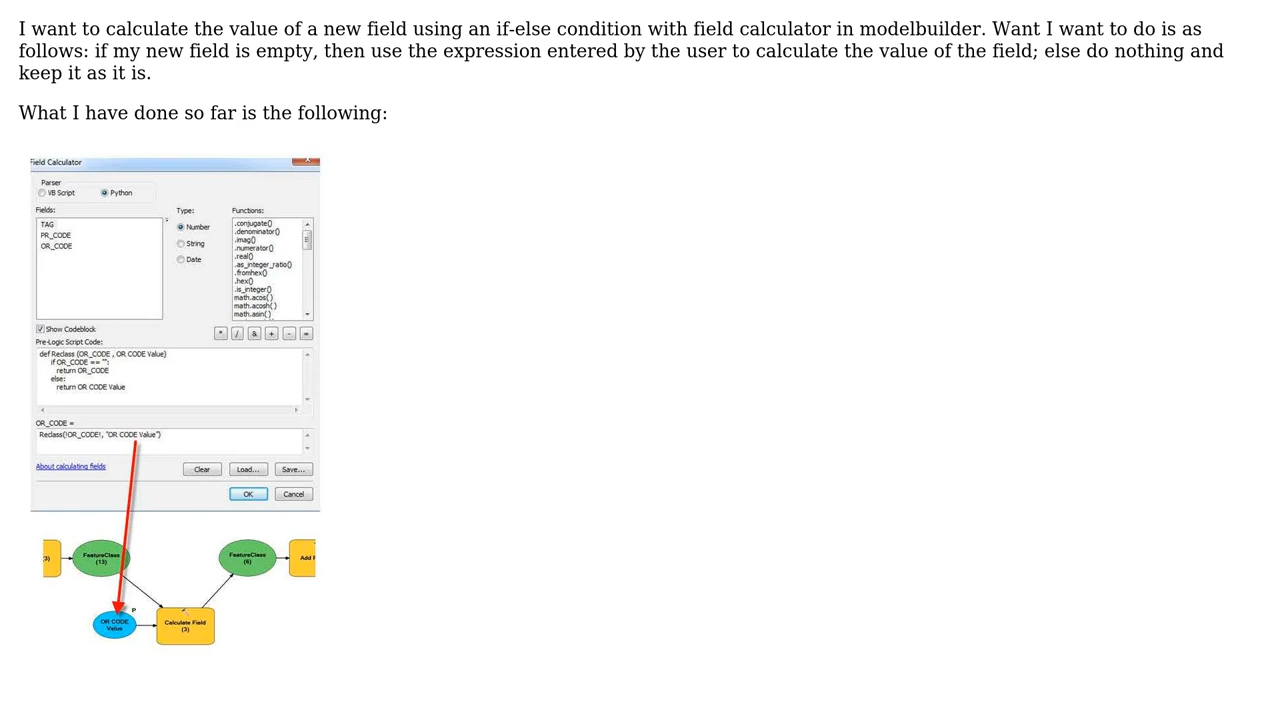 I want to calculate the value of a new field using an if-else condition with field calculator in modelbuilder. Want I want to do is as
follows: if my new field is empty, then use the expression entered by the user to calculate the value of the field; else do nothing and
keep it as it is.
What I have done so far is the following:
Field Calculator
Parser
VB Script
Python
Fields:
Type:
Functions:
TAG
PR_CODE
OR_CODE
Number
String
Date
.conjugate()
.denominator()
.imag()
.numerator()
.real()
.as_integer_ratio()
.fromhex()
.hex()
.is_integer()
math.acos( )
math.acosh( )
math.asin( )
Show Codeblock
* / & + - =
Pre-Logic Script Code:
def Reclass (OR_CODE , OR CODE Value)
if OR_CODE == "":
return OR_CODE
else:
return OR CODE Value
OR_CODE =
Reclass(!OR_CODE!, "OR CODE Value")
About calculating fields
Clear
Load...
Save...
OK
Cancel
3)
FeatureClass
(13)
FeatureClass
(6)
Add
P
OR CODE
Value
Calculate Field
(3)